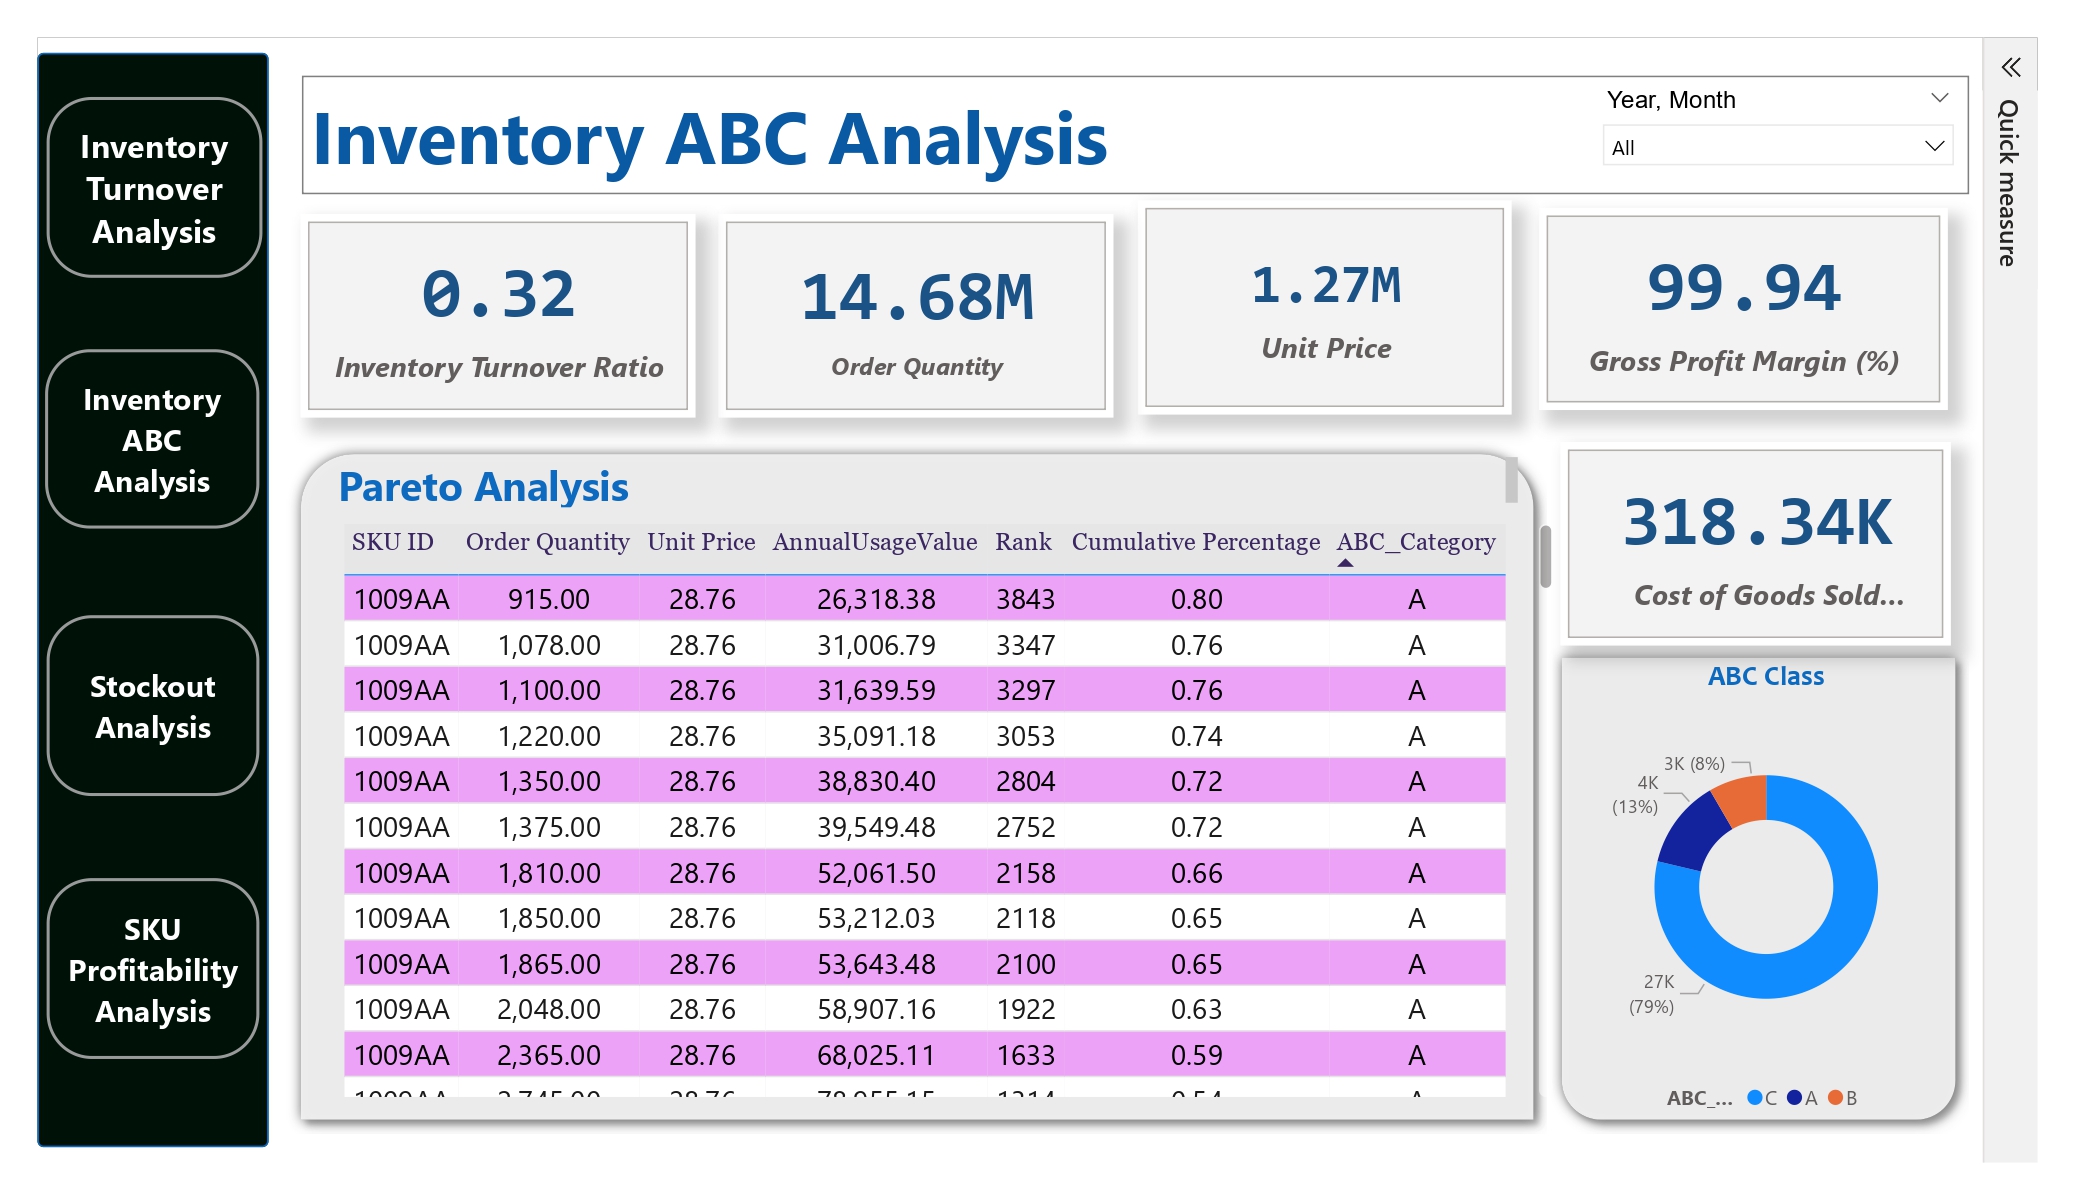 Inventory
Turnover
Analysis
Inventory
ABC
Analysis
Stockout
Analysis
SKU
Profitability
Analysis
Inventory ABC Analysis
Year, Month
All
Quick measure
0.32
Inventory Turnover Ratio
14.68M
Order Quantity
1.27M
Unit Price
99.94
Gross Profit Margin (%)
318.34K
Cost of Goods Sold...
Pareto Analysis
SKU ID Order Quantity Unit Price AnnualUsageValue Rank Cumulative Percentage ABC_Category
1009AA 915.00 28.76 26,318.38 3843 0.80 A
1009AA 1,078.00 28.76 31,006.79 3347 0.76 A
1009AA 1,100.00 28.76 31,639.59 3297 0.76 A
1009AA 1,220.00 28.76 35,091.18 3053 0.74 A
1009AA 1,350.00 28.76 38,830.40 2804 0.72 A
1009AA 1,375.00 28.76 39,549.48 2752 0.72 A
1009AA 1,810.00 28.76 52,061.50 2158 0.66 A
1009AA 1,850.00 28.76 53,212.03 2118 0.65 A
1009AA 1,865.00 28.76 53,643.48 2100 0.65 A
1009AA 2,048.00 28.76 58,907.16 1922 0.63 A
1009AA 2,365.00 28.76 68,025.11 1633 0.59 A
ABC Class
3K (8%)
4K
(13%)
27K
(79%)
ABC_... C A B